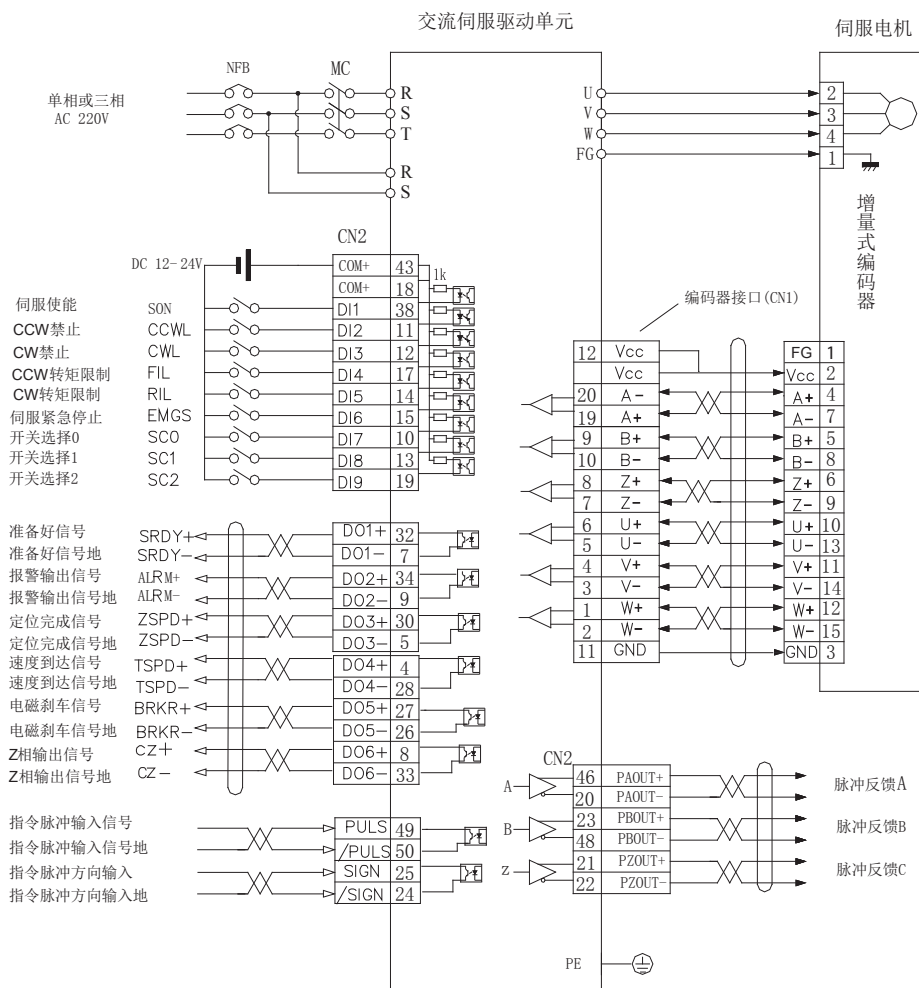 交流伺服驱动单元
伺服电机
NFB
MC
单相或三相
AC 220V
R
S
T
R
S
U
V
W
FG
2
3
4
1
增量式编码器
CN2
DC 12-24V
COM+ 43
COM+ 18
1k
伺服使能 SON DI1 38
CCW禁止 CCWL DI2 11
CW禁止 CWL DI3 12
CCW转矩限制 FIL DI4 17
CW转矩限制 RIL DI5 14
伺服紧急停止 EMGS DI6 15
开关选择0 SC0 DI7 10
开关选择1 SC1 DI8 13
开关选择2 SC2 DI9 19
准备好信号 SRDY+ DO1+ 32
准备好信号地 SRDY- DO1- 7
报警输出信号 ALRM+ DO2+ 34
报警输出信号地 ALRM- DO2- 9
定位完成信号 ZSPD+ DO3+ 30
定位完成信号地 ZSPD- DO3- 5
速度到达信号 TSPD+ DO4+ 4
速度到达信号地 TSPD- DO4- 28
电磁刹车信号 BRKR+ DO5+ 27
电磁刹车信号地 BRKR- DO5- 26
Z相输出信号 CZ+ DO6+ 8
Z相输出信号地 CZ- DO6- 33
指令脉冲输入信号 PULS 49
指令脉冲输入信号地 /PULS 50
指令脉冲方向输入 SIGN 25
指令脉冲方向输入地 /SIGN 24
编码器接口(CN1)
12 Vcc FG 1
Vcc Vcc 2
20 A- A+ 4
19 A+ A- 7
9 B+ B+ 5
10 B- B- 8
8 Z+ Z+ 6
7 Z- Z- 9
6 U+ U+ 10
5 U- U- 13
4 V+ V+ 11
3 V- V- 14
1 W+ W+ 12
2 W- W- 15
11 GND GND 3
CN2
A 46 PAOUT+ 脉冲反馈A
20 PAOUT-
B 23 PBOUT+ 脉冲反馈B
48 PBOUT-
Z 21 PZOUT+ 脉冲反馈C
22 PZOUT-
PE